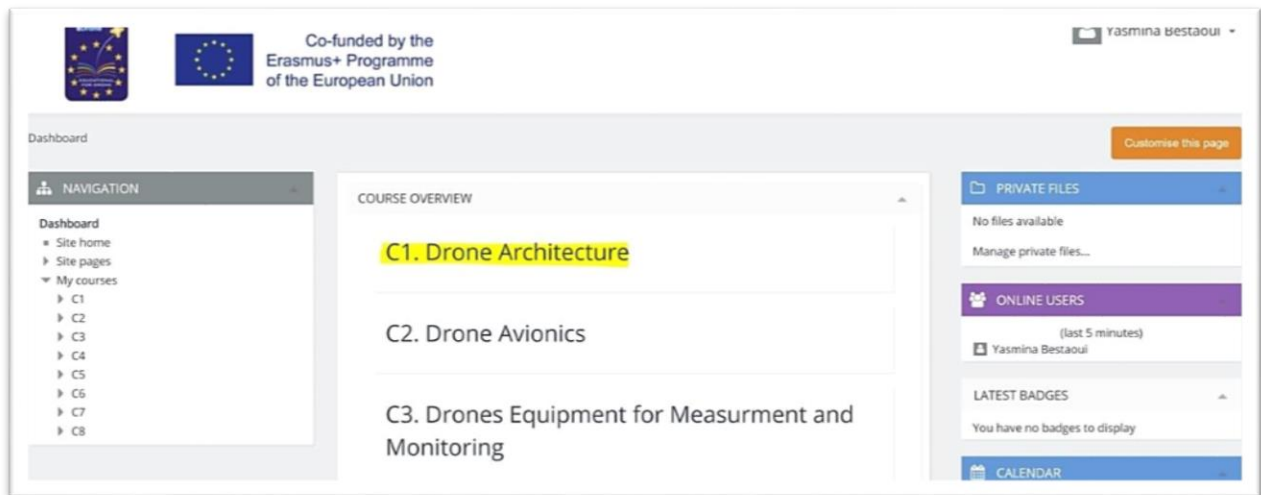 Co-funded by the
Erasmus+ Programme
of the European Union
Yasmina Bestaoui
Dashboard
Customise this page
NAVIGATION
Dashboard
Site home
Site pages
My courses
C1
C2
C3
C4
C5
C6
C7
C8
COURSE OVERVIEW
C1. Drone Architecture
C2. Drone Avionics
C3. Drones Equipment for Measurment and
Monitoring
PRIVATE FILES
No files available
Manage private files...
ONLINE USERS
(last 5 minutes)
Yasmina Bestaoui
LATEST BADGES
You have no badges to display
CALENDAR